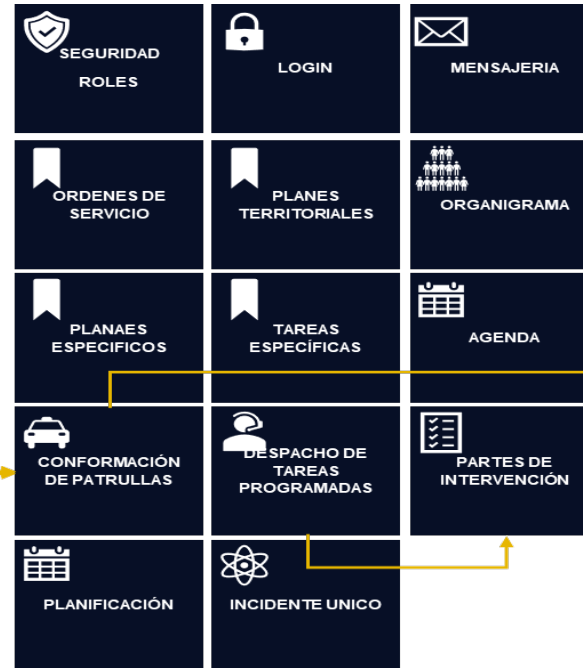 SEGURIDAD
ROLES
LOGIN
MENSAJERIA
ORDENES DE
SERVICIO
PLANES
TERRITORIALES
ORGANIGRAMA
PLANAES
ESPECIFICOS
TAREAS
ESPECÍFICAS
AGENDA
CONFORMACIÓN
DE PATRULLAS
DESPACHO DE
TAREAS
PROGRAMADAS
PARTES DE
INTERVENCIÓN
PLANIFICACIÓN
INCIDENTE UNICO